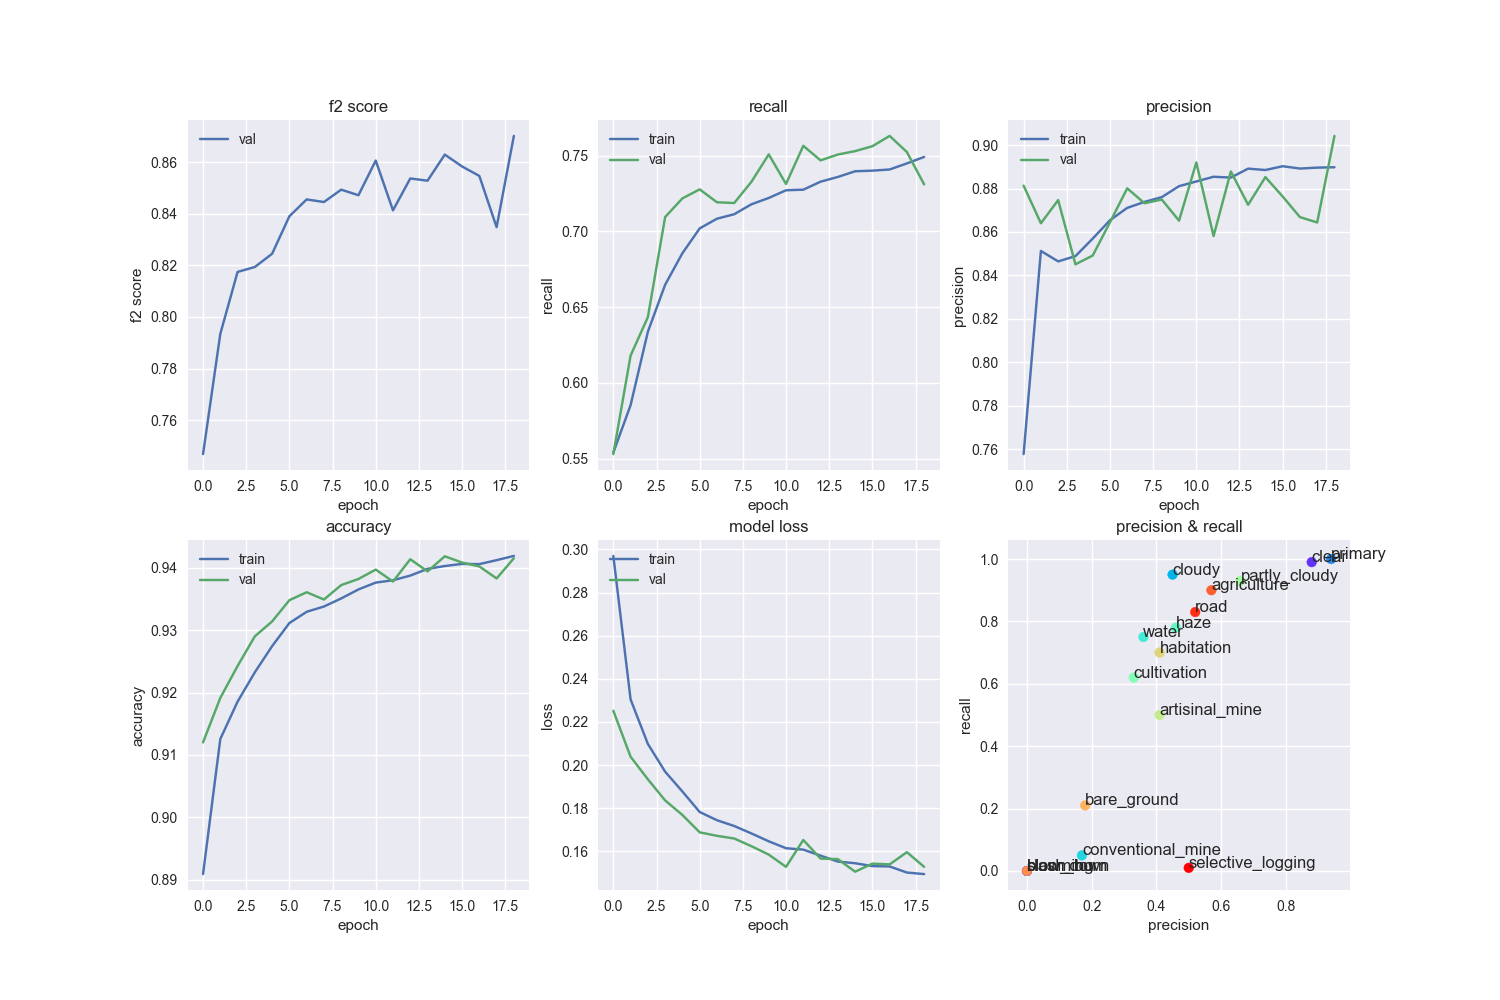 f2 score
val
0.86
0.84
0.82
0.80
0.78
0.76
f2 score
0.0 2.5 5.0 7.5 10.0 12.5 15.0 17.5
epoch
recall
train
val
0.75
0.70
0.65
0.60
0.55
recall
0.0 2.5 5.0 7.5 10.0 12.5 15.0 17.5
epoch
precision
train
val
0.90
0.88
0.86
0.84
0.82
0.80
0.78
0.76
precision
0.0 2.5 5.0 7.5 10.0 12.5 15.0 17.5
epoch
accuracy
train
val
0.94
0.93
0.92
0.91
0.90
0.89
accuracy
0.0 2.5 5.0 7.5 10.0 12.5 15.0 17.5
epoch
model loss
train
val
0.30
0.28
0.26
0.24
0.22
0.20
0.18
0.16
loss
0.0 2.5 5.0 7.5 10.0 12.5 15.0 17.5
epoch
precision & recall
1.0
0.8
0.6
0.4
0.2
0.0
recall
primary
clear
cloudy
partly_cloudy
agriculture
road
haze
water
habitation
cultivation
artisinal_mine
bare_ground
conventional_mine
selective_logging
0.0 0.2 0.4 0.6 0.8
precision